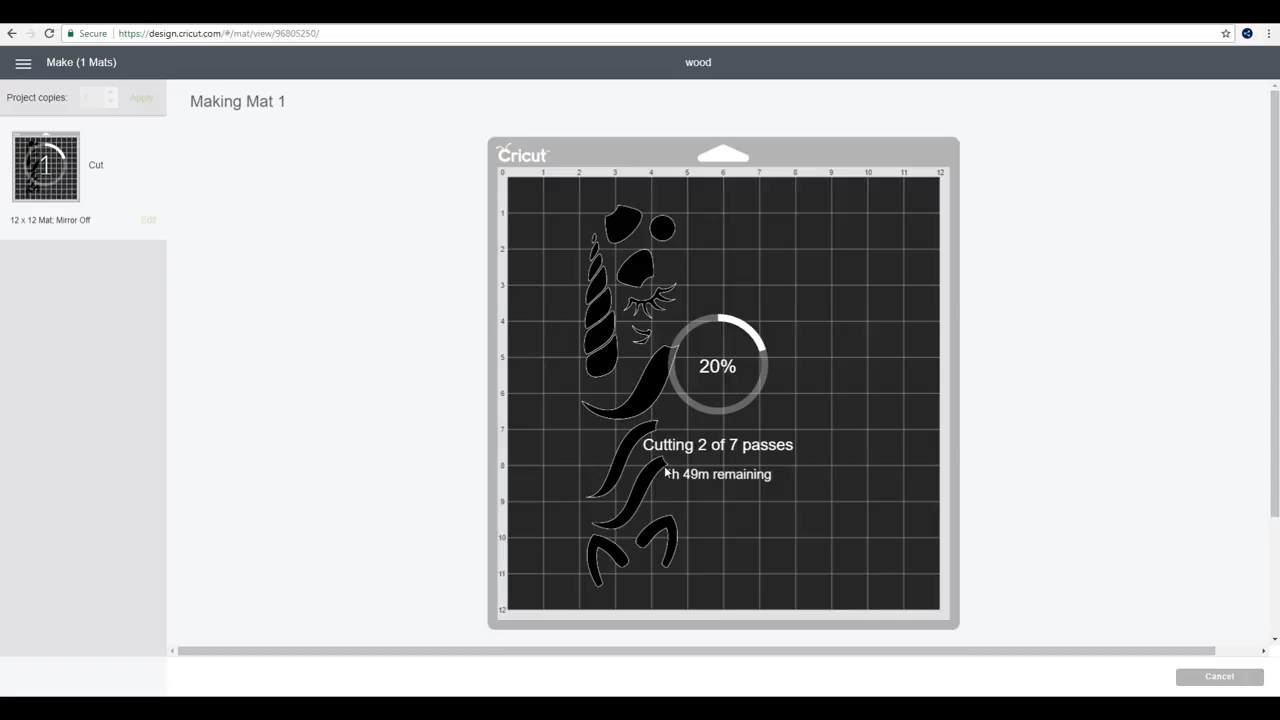 Secure https://design.cricut.com/#/mat/view/96805250/
Make (1 Mats) wood
Project copies: 1 Apply
Making Mat 1
1 Cut
12 x 12 Mat; Mirror Off Edit
Cricut
0 1 2 3 4 5 6 7 8 9 10 11 12
1
2
3
4
5
6
7
8
9
10
11
12
20%
Cutting 2 of 7 passes
h 49m remaining
Cancel